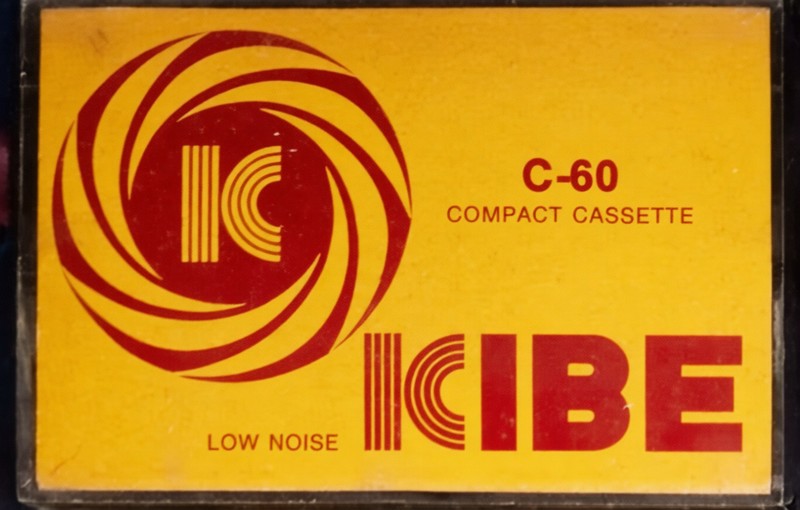 K
C-60
COMPACT CASSETTE
LOW NOISE
KIBE